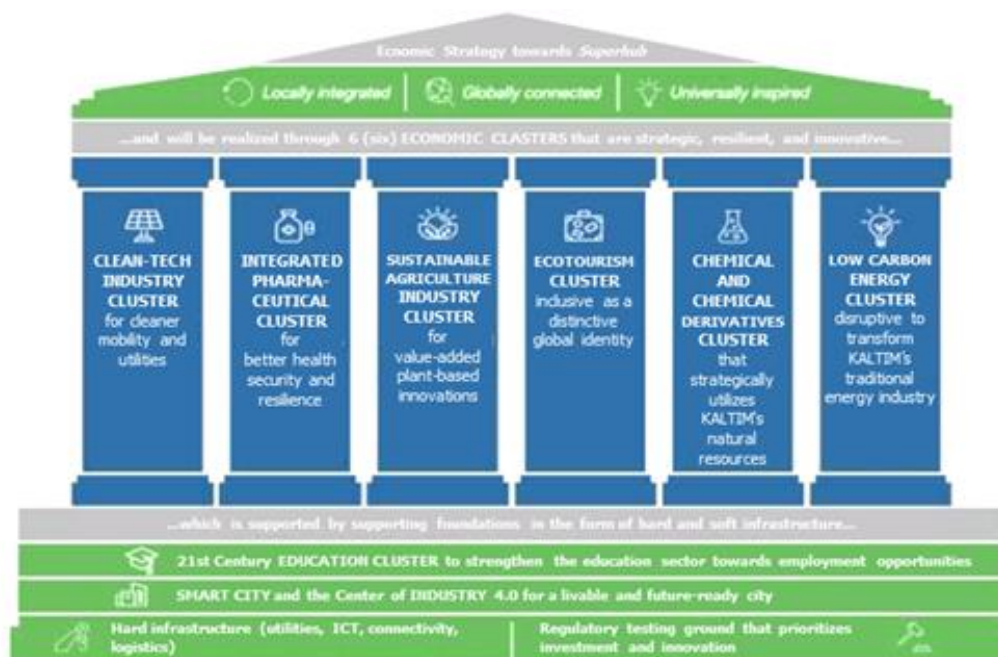 Ecnomic Strategy towards Superhub
Locally integrated
Globally connected
Universally inspired
...and will be realized through 6 (six) ECONOMIC CLASTERS that are strategic, resilient, and innovative...
CLEAN-TECH
INDUSTRY
CLUSTER
for cleaner
mobility and
utilities
INTEGRATED
PHARMA-
CEUTICAL
CLUSTER
for
better health
security and
resilience
SUSTAINABLE
AGRICULTURE
INDUSTRY
CLUSTER
for
value-added
plant-based
innovations
ECOTOURISM
CLUSTER
inclusive as a
distinctive
global identity
CHEMICAL
AND
CHEMICAL
DERIVATIVES
CLUSTER
that
strategically
utilizes
KALTIM's
natural
resources
LOW CARBON
ENERGY
CLUSTER
disruptive to
transform
KALTIM's
traditional
energy industry
...which is supported by supporting foundations in the form of hard and soft infrastructure...
21st Century EDUCATION CLUSTER to strengthen the education sector towards employment opportunities
SMART CITY and the Center of INDUSTRY 4.0 for a livable and future-ready city
Hard infrastructure (utilities, ICT, connectivity,
logistics)
Regulatory testing ground that prioritizes
investment and innovation